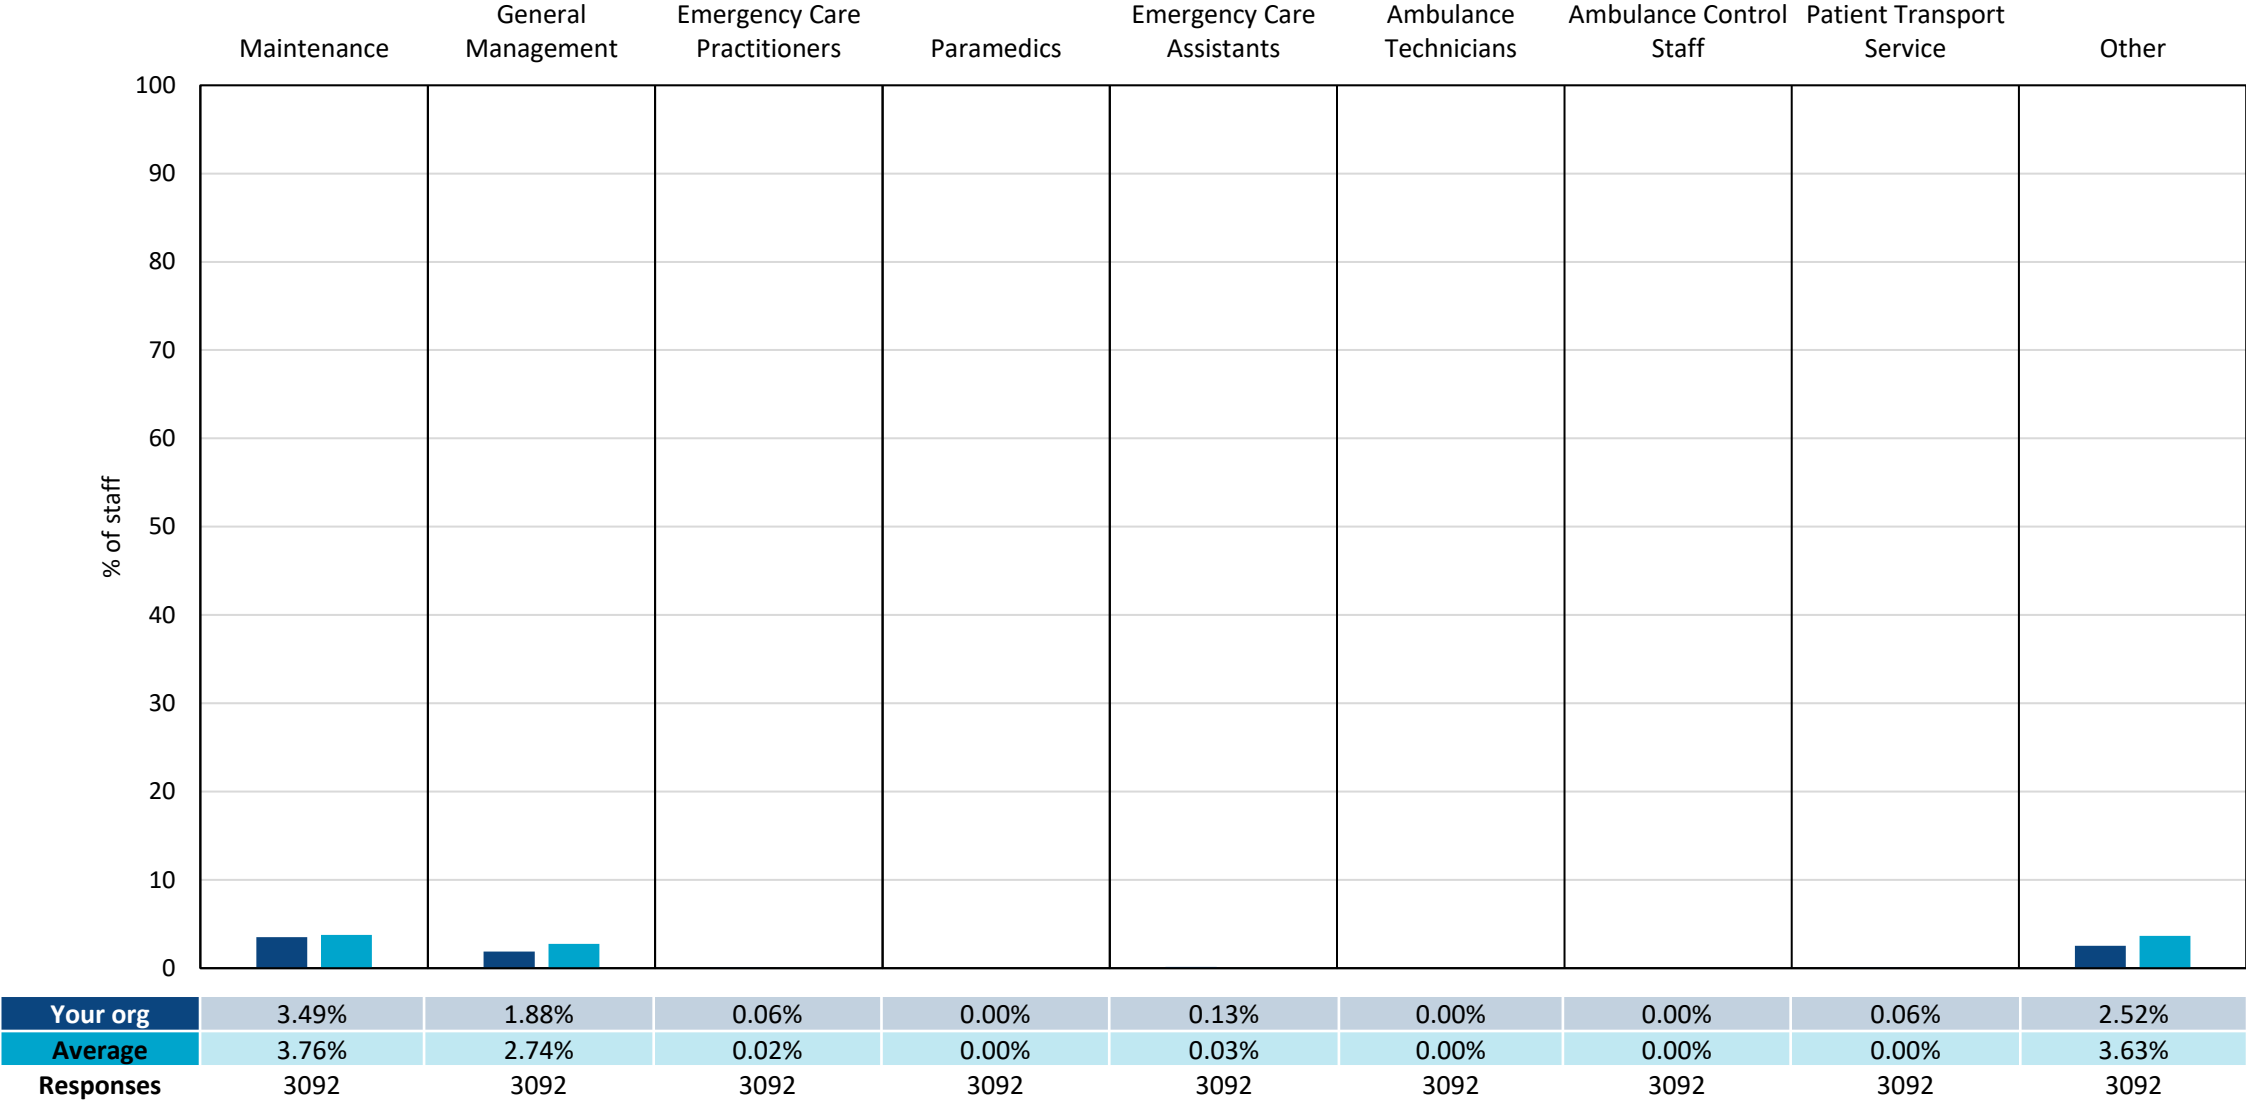 Maintenance
General
Management
Emergency Care
Practitioners
Paramedics
Emergency Care
Assistants
Ambulance
Technicians
Ambulance Control
Staff
Patient Transport
Service
Other
% of staff
100
90
80
70
60
50
40
30
20
10
0
Your org 3.49% 1.88% 0.06% 0.00% 0.13% 0.00% 0.00% 0.06% 2.52%
Average 3.76% 2.74% 0.02% 0.00% 0.03% 0.00% 0.00% 0.00% 3.63%
Responses 3092 3092 3092 3092 3092 3092 3092 3092 3092